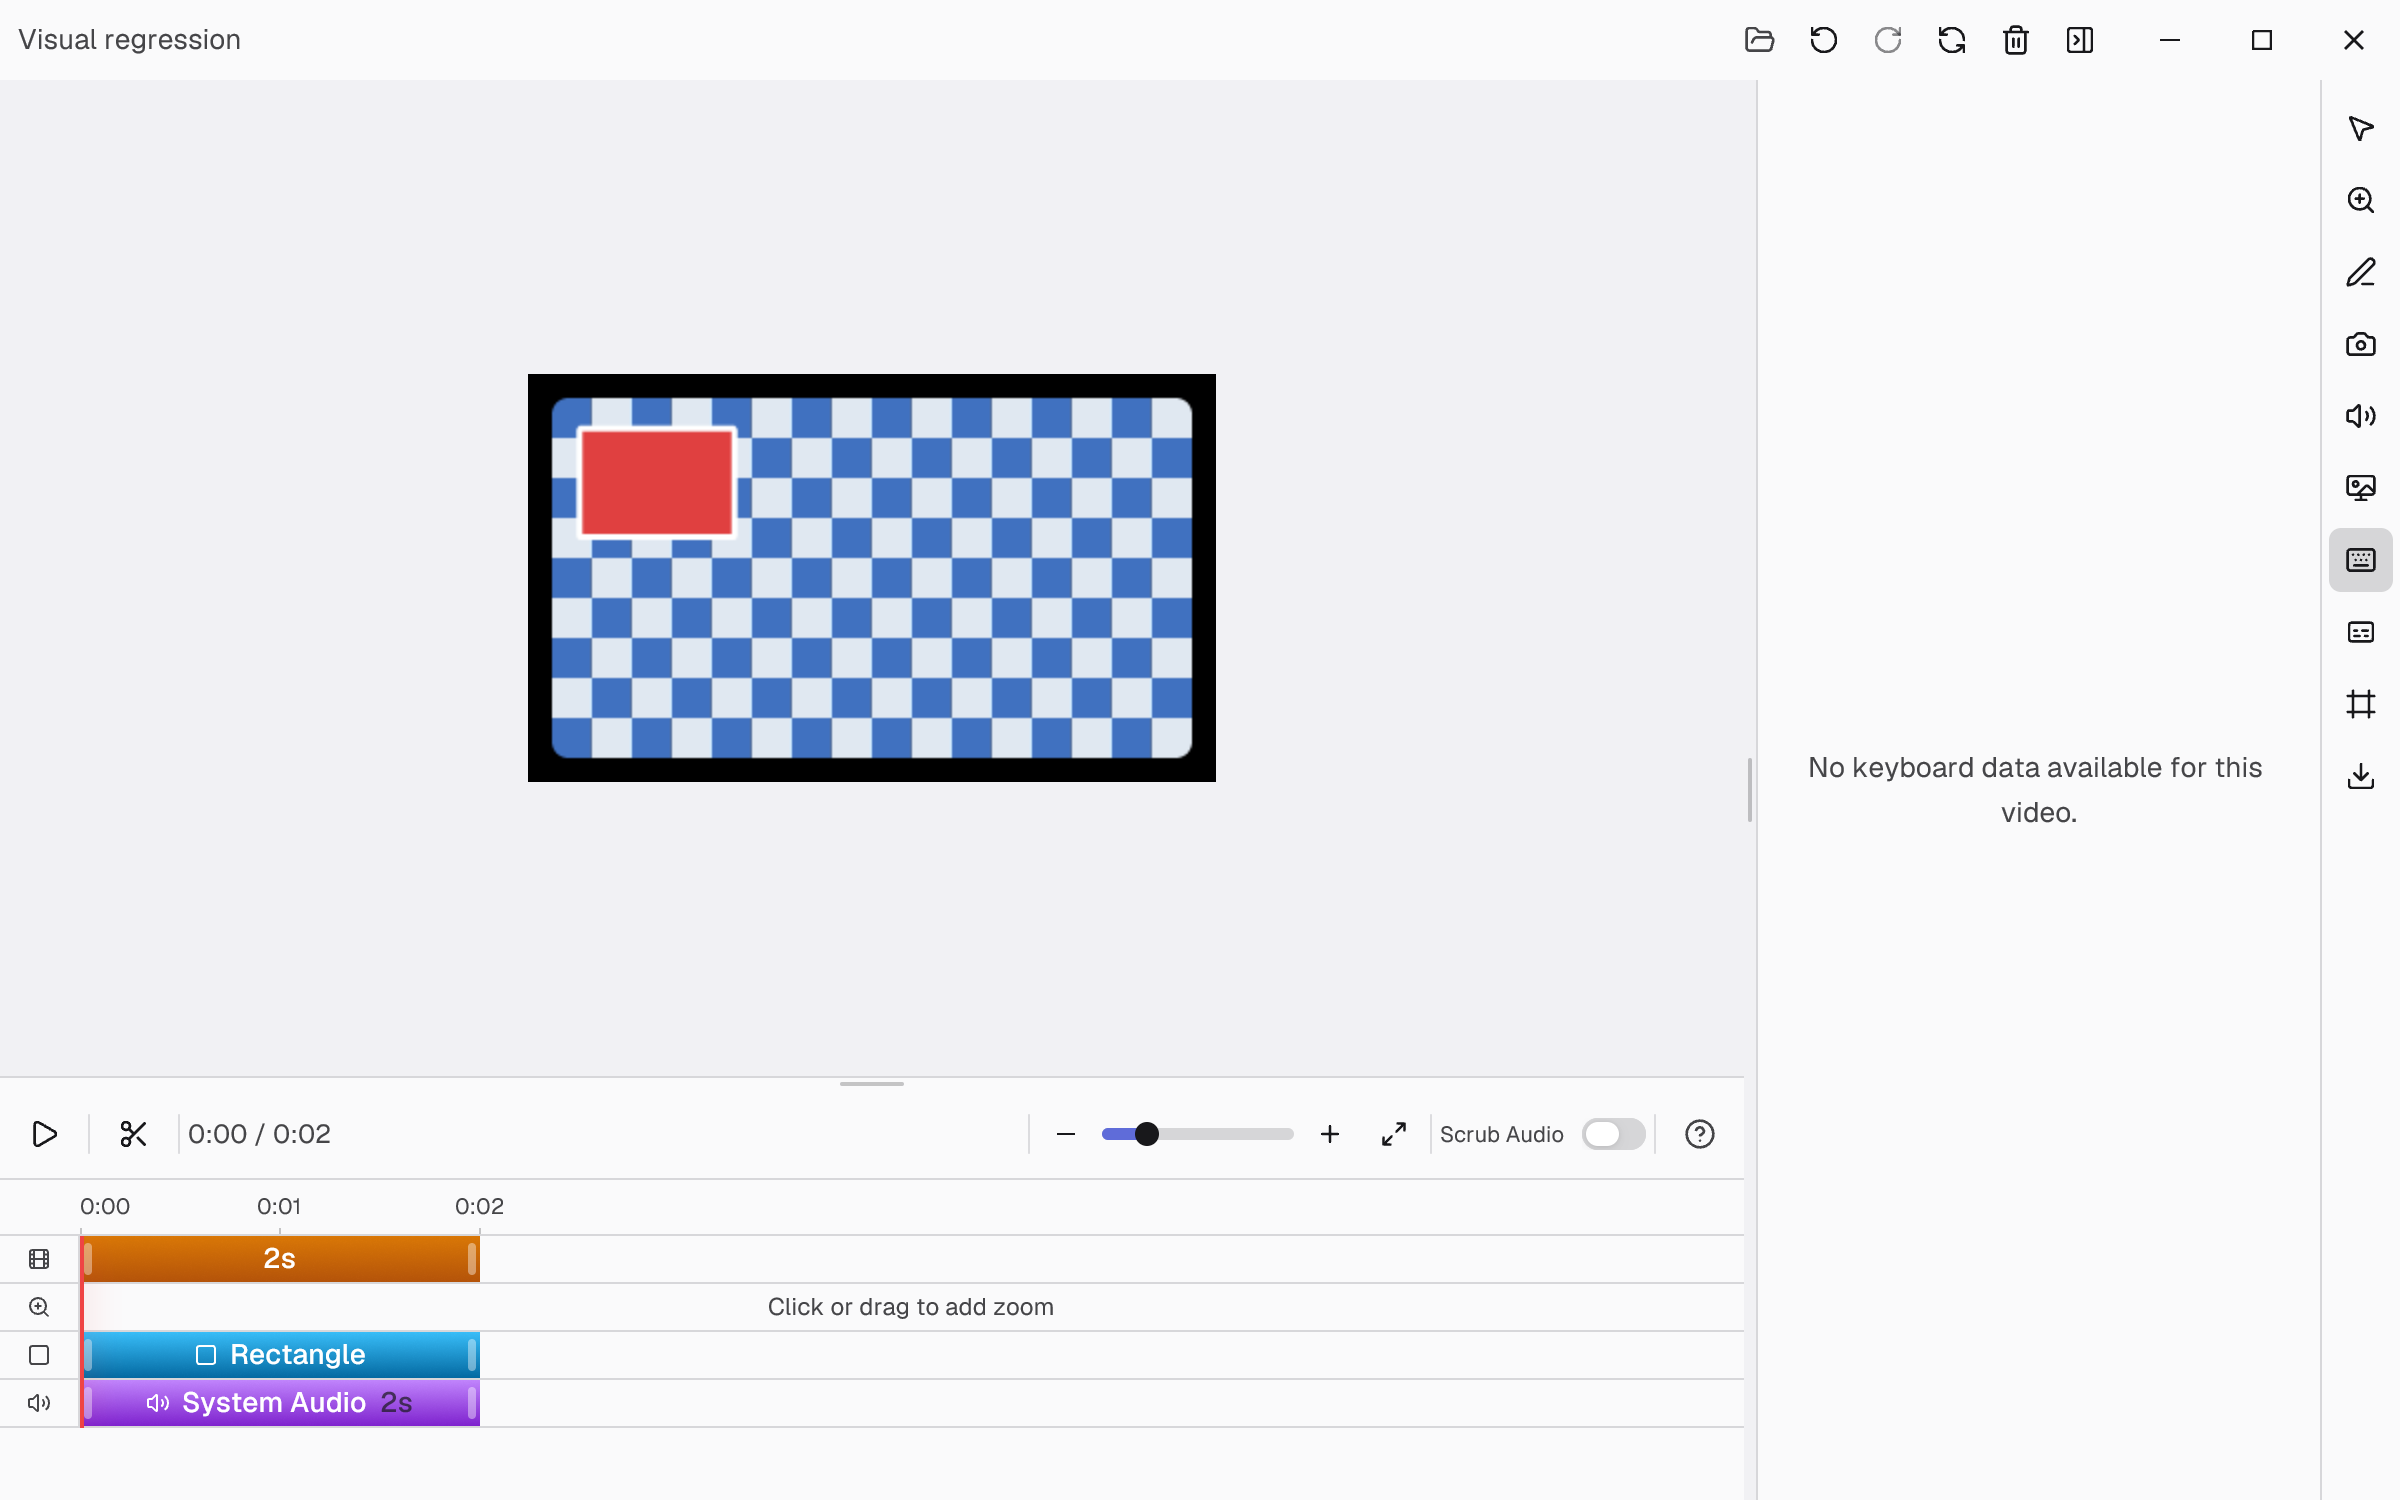 Visual regression
No keyboard data available for this
video.
0:00 / 0:02
Scrub Audio
0:00
0:01
0:02
2s
Click or drag to add zoom
Rectangle
System Audio 2s